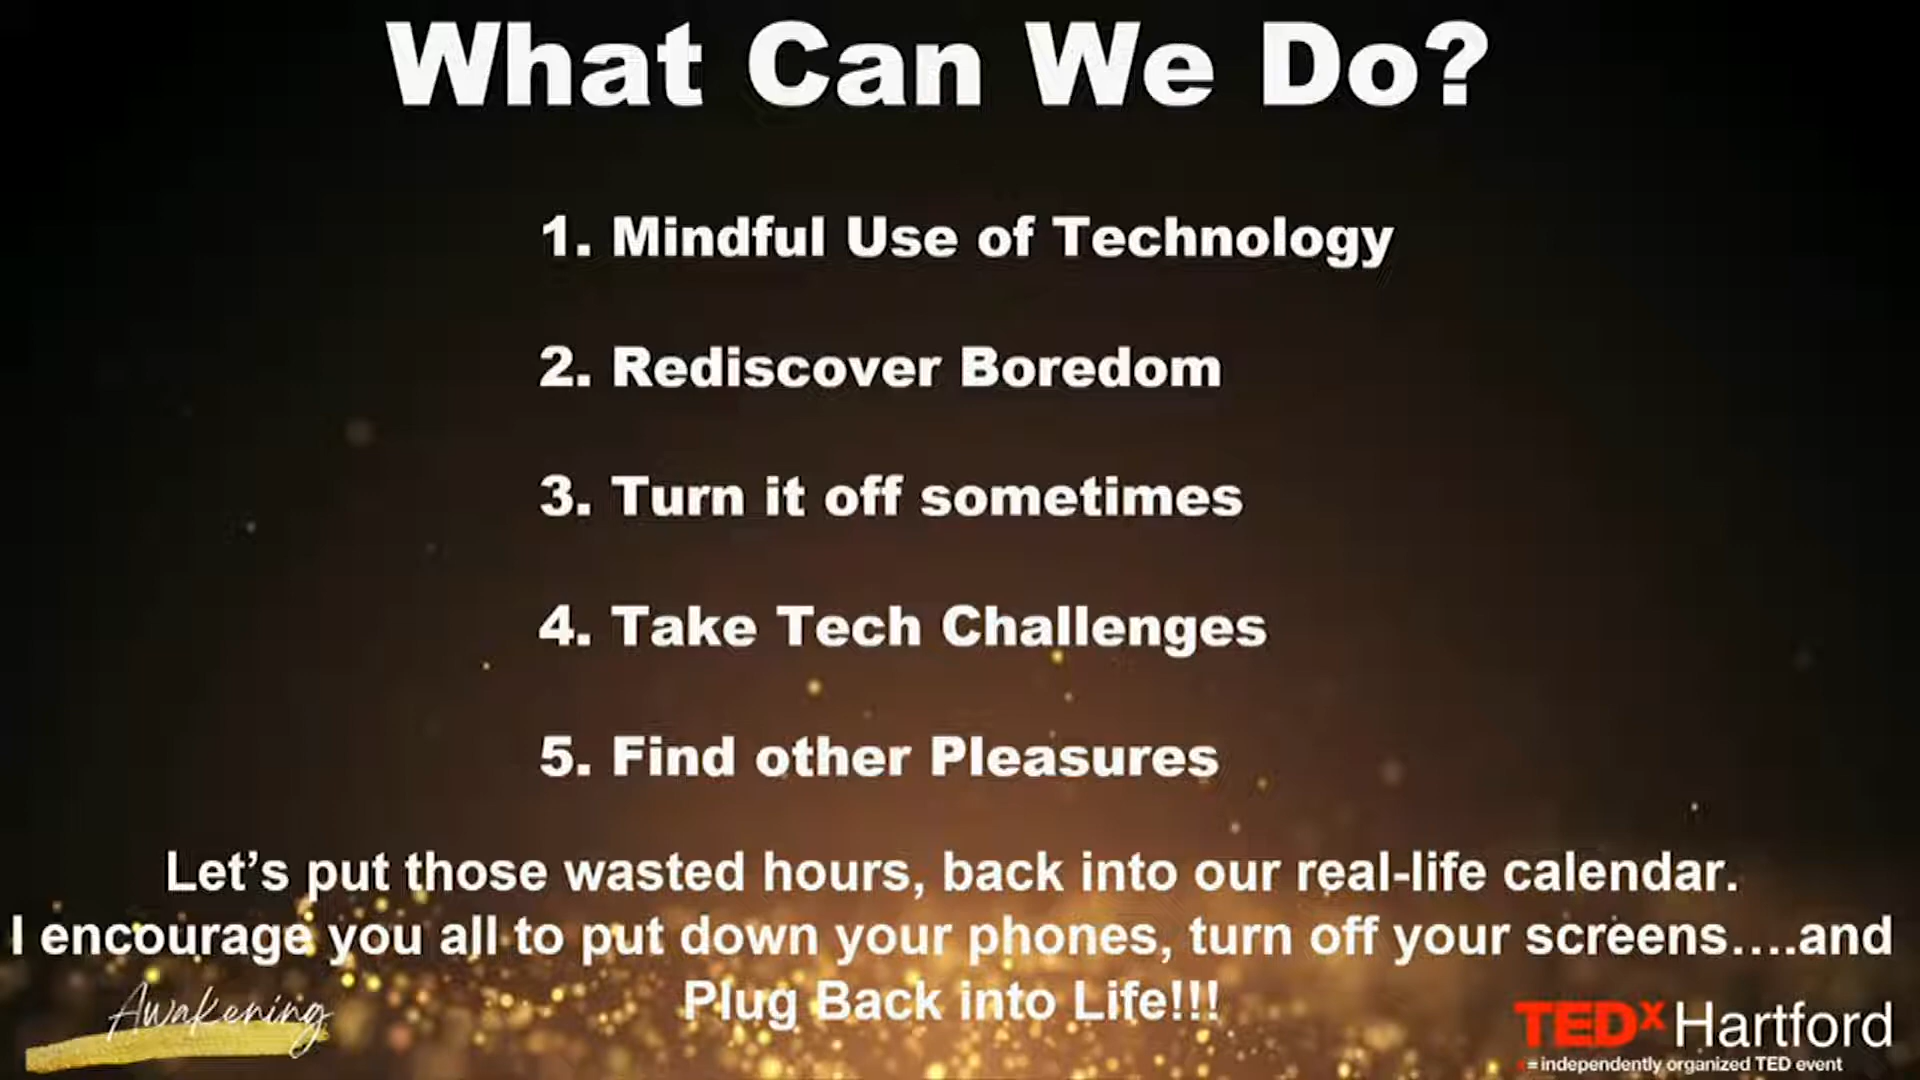 What Can We Do?
1. Mindful Use of Technology
2. Rediscover Boredom
3. Turn it off sometimes
4. Take Tech Challenges
5. Find other Pleasures
Let’s put those wasted hours, back into our real-life calendar.
I encourage you all to put down your phones, turn off your screens....and
Plug Back into Life!!!
Awakening
TEDx Hartford
x = independently organized TED event